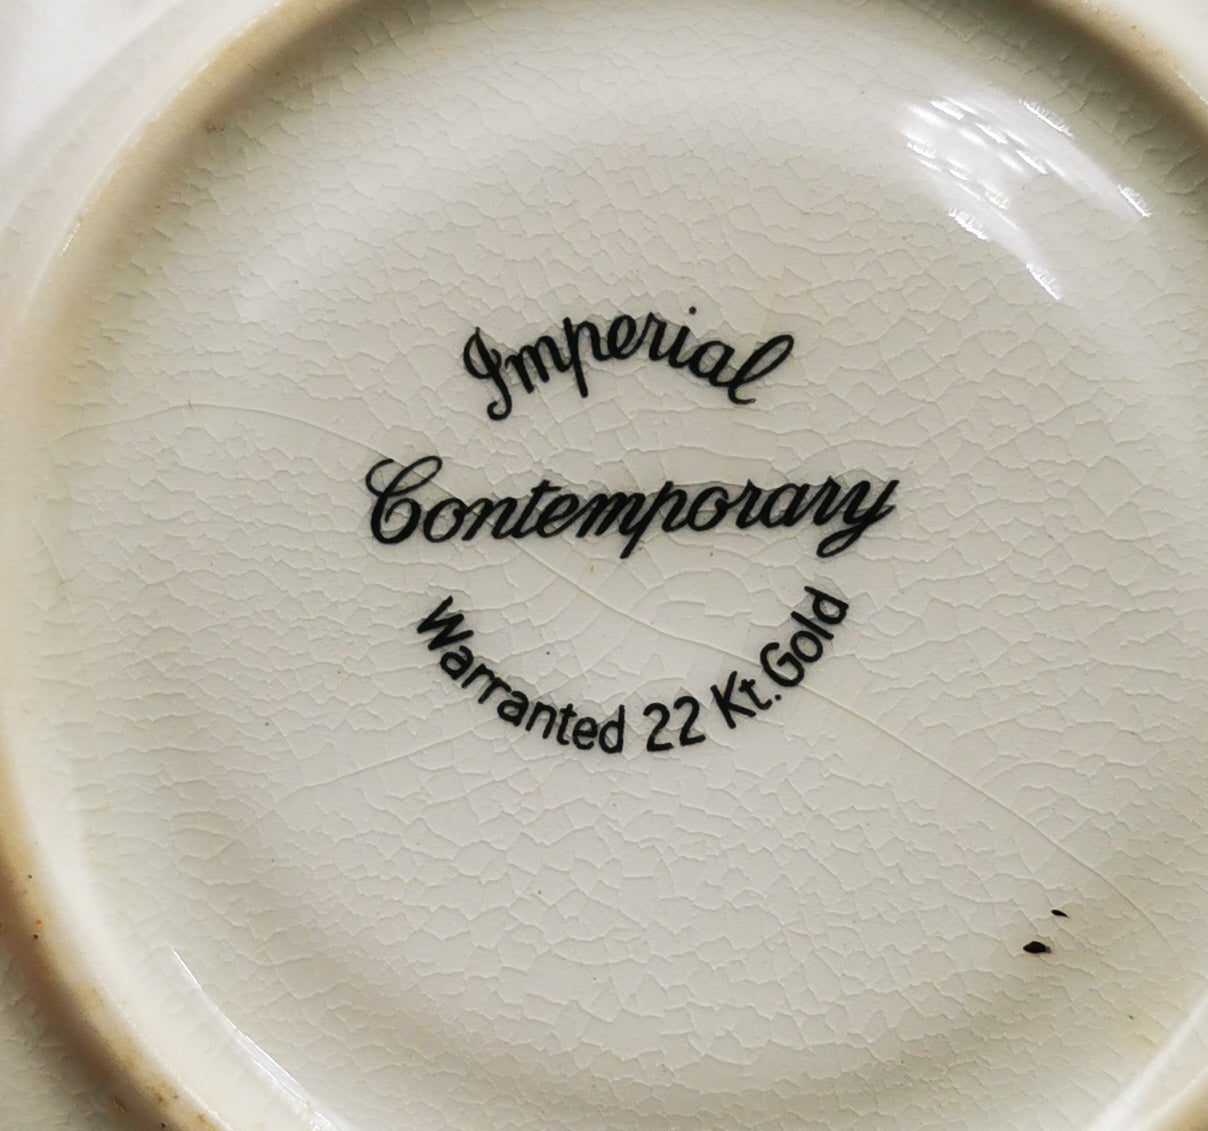 Imperial
Contemporary
Warranted 22 Kt. Gold